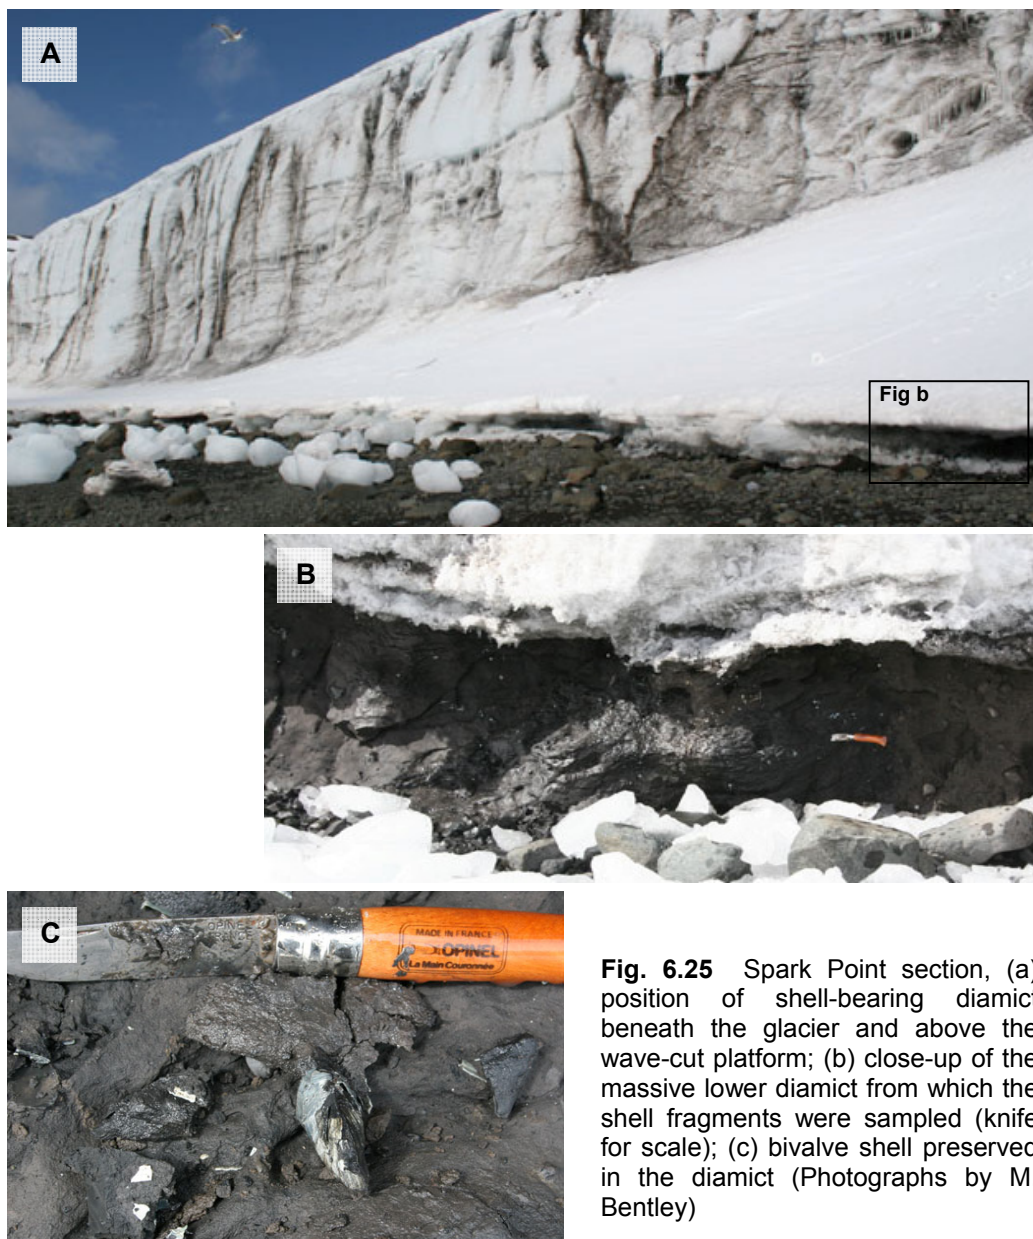 A
Fig b
B
C
OPINEL
MADE IN FRANCE
OPINEL
La Main Couronnée
Fig. 6.25 Spark Point section, (a)
position of shell-bearing diamict
beneath the glacier and above the
wave-cut platform; (b) close-up of the
massive lower diamict from which the
shell fragments were sampled (knife
for scale); (c) bivalve shell preserved
in the diamict (Photographs by M
Bentley)